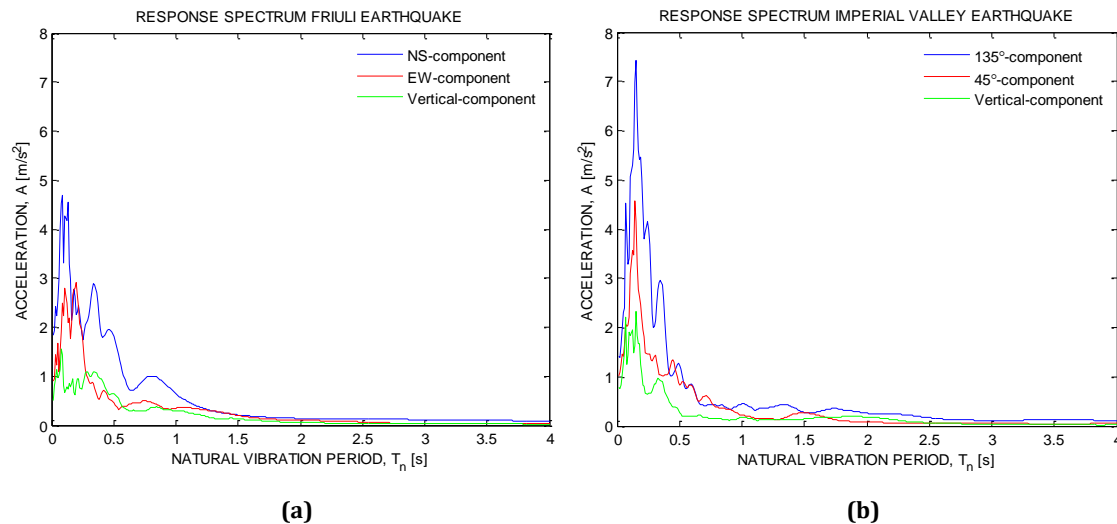 RESPONSE SPECTRUM FRIULI EARTHQUAKE
8
7
6
5
4
3
2
1
0
ACCELERATION, A [m/s²]
NS-component
EW-component
Vertical-component
0 0.5 1 1.5 2 2.5 3 3.5 4
NATURAL VIBRATION PERIOD, Tₙ [s]
(a)
RESPONSE SPECTRUM IMPERIAL VALLEY EARTHQUAKE
8
7
6
5
4
3
2
1
0
ACCELERATION, A [m/s²]
135°-component
45°-component
Vertical-component
0 0.5 1 1.5 2 2.5 3 3.5 4
NATURAL VIBRATION PERIOD, Tₙ [s]
(b)